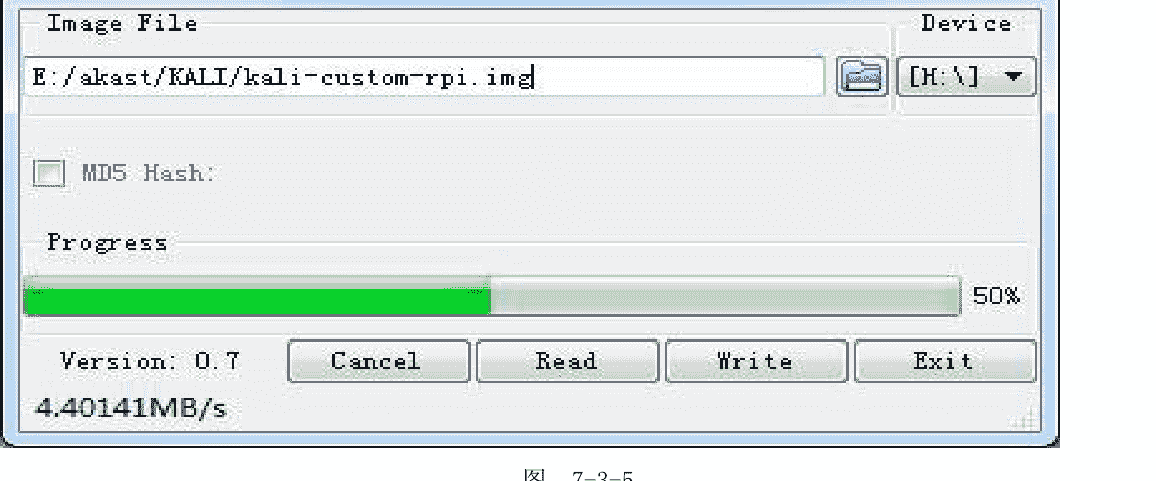 Image File
Device
E:/akast/KALI/kali-custom-rpi.img
[H:\]
MD5 Hash:
Progress
50%
Version: 0.7
Cancel
Read
Write
Exit
4.40141MB/s
图 7-3-5